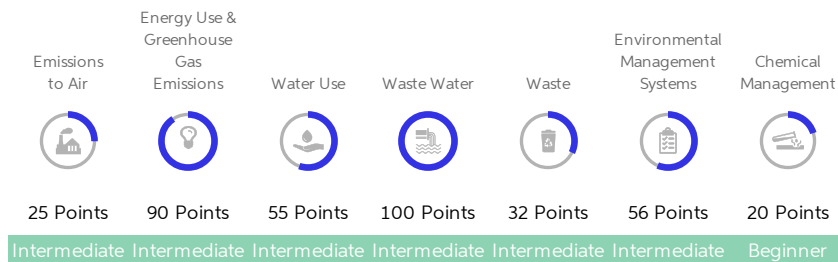 Emissions
to Air
Energy Use &
Greenhouse
Gas
Emissions
Water Use
Waste Water
Waste
Environmental
Management
Systems
Chemical
Management
25 Points
90 Points
55 Points
100 Points
32 Points
56 Points
20 Points
Intermediate
Intermediate
Intermediate
Intermediate
Intermediate
Intermediate
Beginner